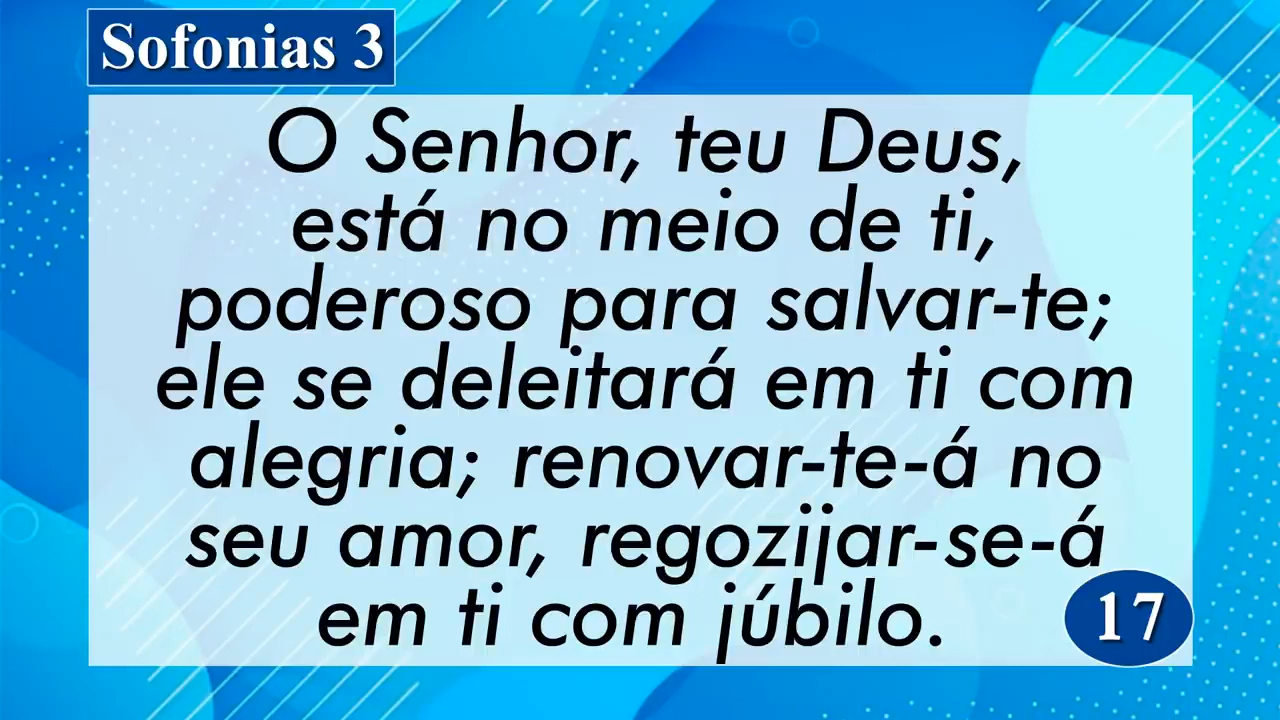 Sofonias 3
O Senhor, teu Deus,
está no meio de ti,
poderoso para salvar-te;
ele se deleitará em ti com
alegria; renovar-te-á no
seu amor, regozijar-se-á
em ti com júbilo.
17